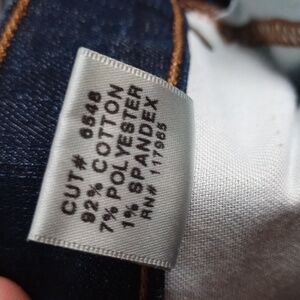 CUT# 6548
92% COTTON
7% POLYESTER
1% SPANDEX
RN# 117965